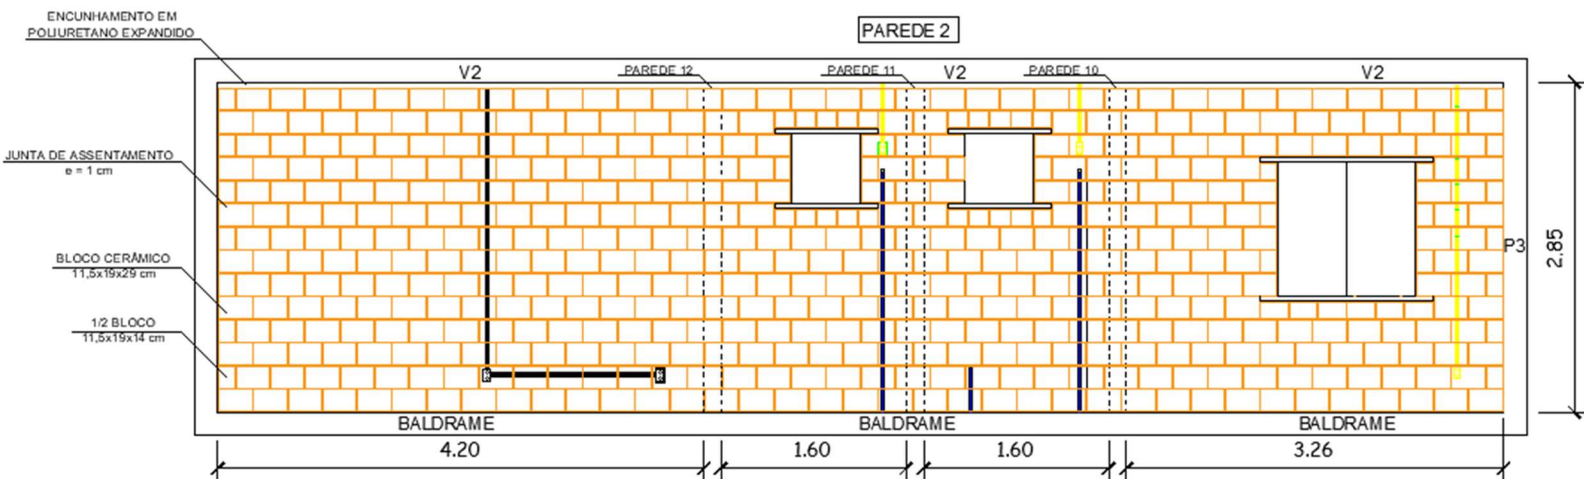 ENCUNHAMENTO EM
POLIURETANO EXPANDIDO
PAREDE 2
V2
PAREDE 12
PAREDE 11
V2
PAREDE 10
V2
JUNTA DE ASSENTAMENTO
e = 1 cm
BLOCO CERÂMICO
11,5x19x29 cm
1/2 BLOCO
11,5x19x14 cm
P3
2.85
BALDRAME
BALDRAME
BALDRAME
4.20
1.60
1.60
3.26